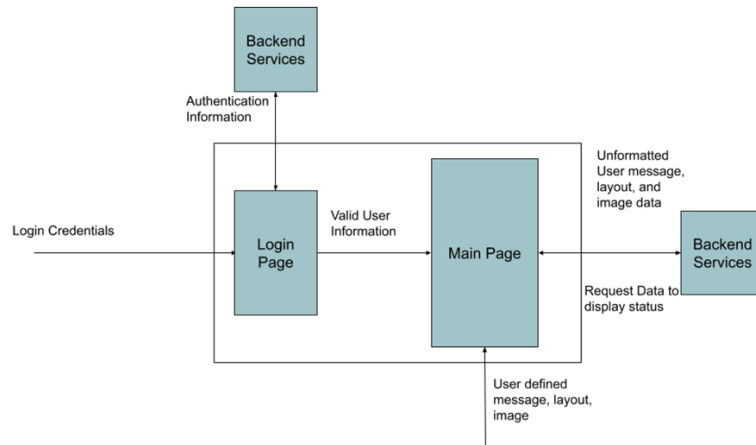 Backend
Services
Authentication
Information
Unformatted
User message,
layout, and
image data
Login Credentials
Login
Page
Valid User
Information
Main Page
Backend
Services
Request Data to
display status
User defined
message, layout,
image